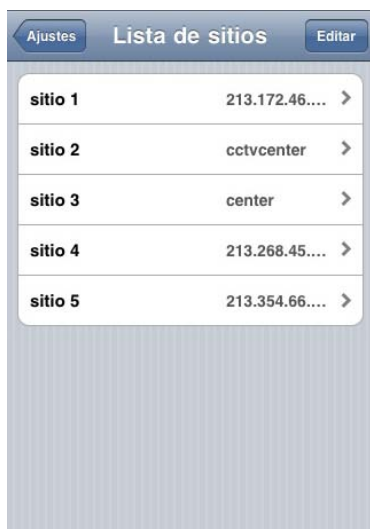 Ajustes Lista de sitios Editar
sitio 1 213.172.46....
sitio 2 cctvcenter
sitio 3 center
sitio 4 213.268.45....
sitio 5 213.354.66....